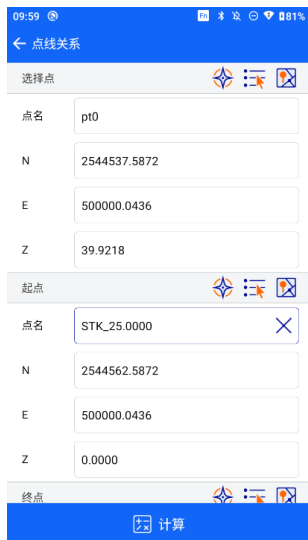 09:59 81%
点线关系
选择点
点名 pt0
N 2544537.5872
E 500000.0436
Z 39.9218
起点
点名 STK_25.0000
N 2544562.5872
E 500000.0436
Z 0.0000
终点
计算